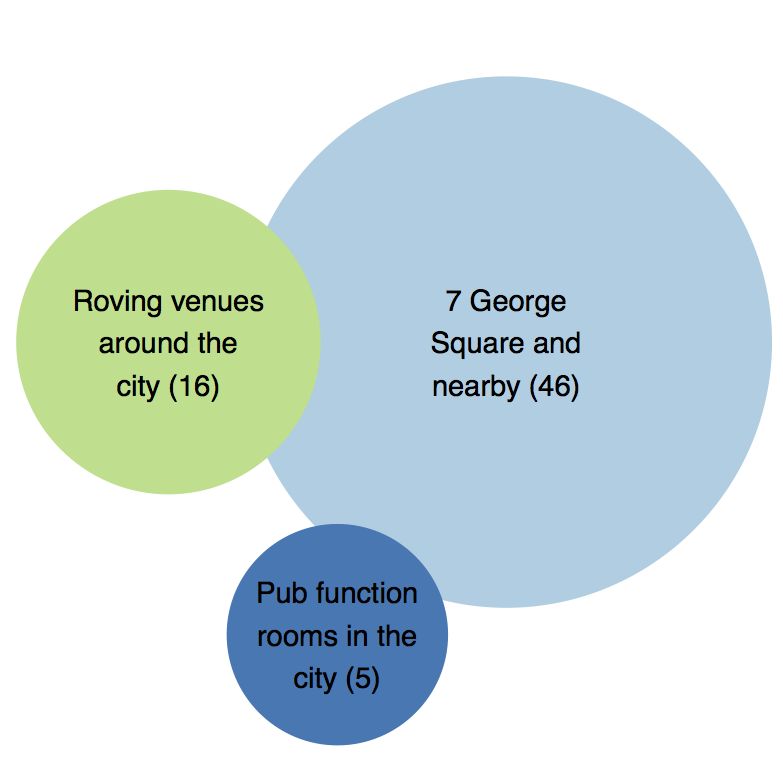 Roving venues
around the
city (16)
7 George
Square and
nearby (46)
Pub function
rooms in the
city (5)